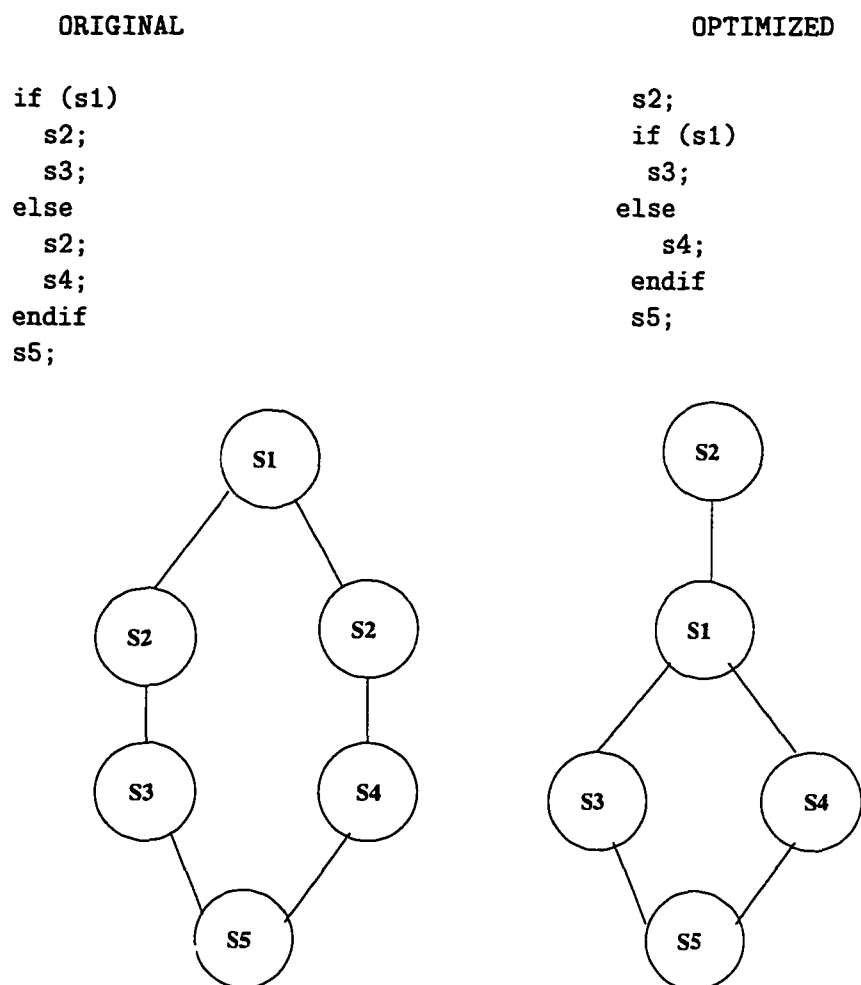 ORIGINAL
if (s1)
s2;
s3;
else
s2;
s4;
endif
s5;
OPTIMIZED
s2;
if (s1)
s3;
else
s4;
endif
s5;
S1
S2
S2
S3
S4
S5
S2
S1
S3
S4
S5